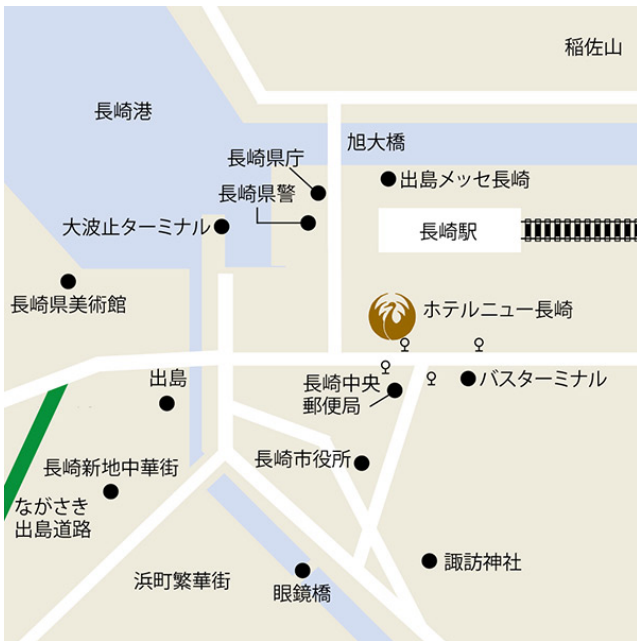 稲佐山
長崎港
旭大橋
長崎県庁
出島メッセ長崎
長崎県警
大波止ターミナル
長崎駅
長崎県美術館
ホテルニュー長崎
出島
長崎中央
郵便局
バスターミナル
長崎新地中華街
長崎市役所
ながさき
出島道路
諏訪神社
浜町繁華街
眼鏡橋